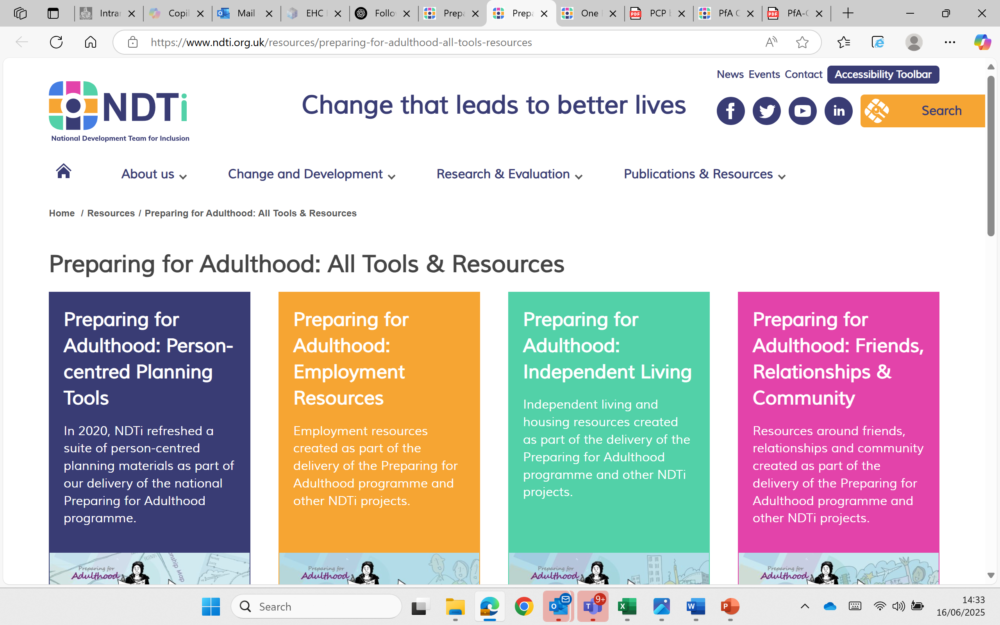 Intra
Copil
Mail
EHC
Follo
Prepa
Prepa
One
PCP
PfA
PfA-
https://www.ndti.org.uk/resources/preparing-for-adulthood-all-tools-resources
News Events Contact Accessibility Toolbar
NDTi
National Development Team for Inclusion
Change that leads to better lives
Search
About us
Change and Development
Research & Evaluation
Publications & Resources
Home / Resources / Preparing for Adulthood: All Tools & Resources
Preparing for Adulthood: All Tools & Resources
Preparing for
Adulthood: Person-
centred Planning
Tools
In 2020, NDTi refreshed a
suite of person-centred
planning materials as part of
our delivery of the national
Preparing for Adulthood
programme.
Preparing for
Adulthood
Preparing for
Adulthood:
Employment
Resources
Employment resources
created as part of the
delivery of the Preparing for
Adulthood programme and
other NDTi projects.
Preparing for
Adulthood
Preparing for
Adulthood:
Independent Living
Independent living and
housing resources created
as part of the delivery of the
Preparing for Adulthood
programme and other NDTi
projects.
Preparing for
Adulthood
Preparing for
Adulthood: Friends,
Relationships &
Community
Resources around friends,
relationships and community
created as part of the
delivery of the Preparing for
Adulthood programme and
other NDTi projects.
Preparing for
Adulthood
Search
9+
14:33
16/06/2025